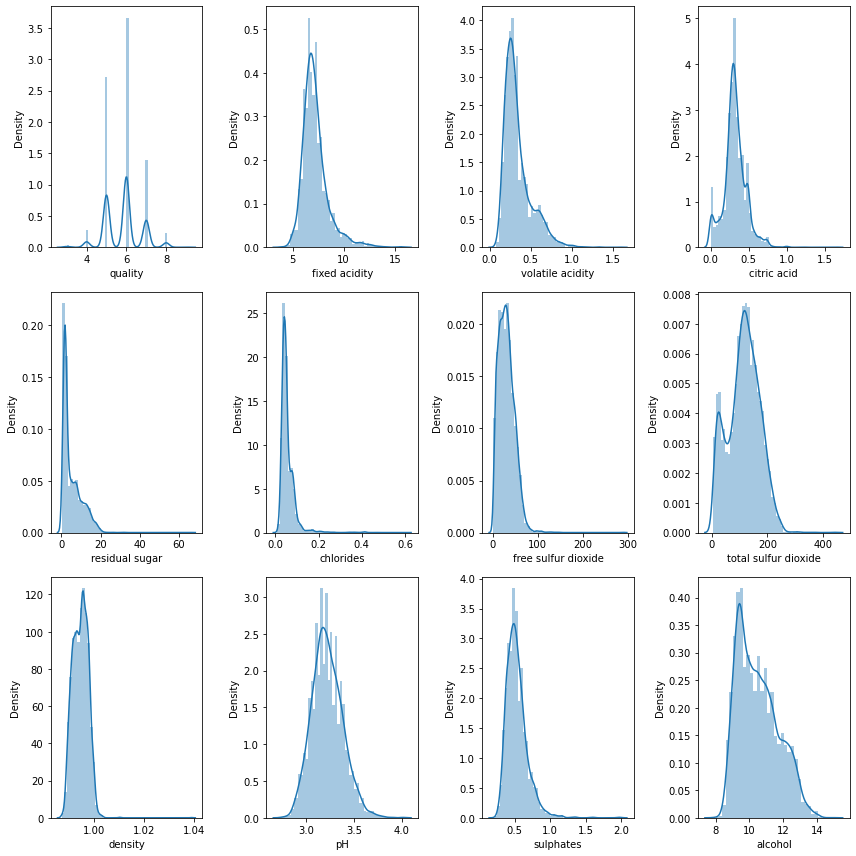 3.5
3.0
2.5
2.0
1.5
1.0
0.5
0.0
Density
4 6 8
quality
0.5
0.4
0.3
0.2
0.1
0.0
Density
5 10 15
fixed acidity
4.0
3.5
3.0
2.5
2.0
1.5
1.0
0.5
0.0
Density
0.0 0.5 1.0 1.5
volatile acidity
5
4
3
2
1
0
Density
0.0 0.5 1.0 1.5
citric acid
0.20
0.15
0.10
0.05
0.00
Density
0 20 40 60
residual sugar
25
20
15
10
5
0
Density
0.0 0.2 0.4 0.6
chlorides
0.020
0.015
0.010
0.005
0.000
Density
0 100 200 300
free sulfur dioxide
0.008
0.007
0.006
0.005
0.004
0.003
0.002
0.001
0.000
Density
0 200 400
total sulfur dioxide
120
100
80
60
40
20
0
Density
1.00 1.02 1.04
density
3.0
2.5
2.0
1.5
1.0
0.5
0.0
Density
3.0 3.5 4.0
pH
4.0
3.5
3.0
2.5
2.0
1.5
1.0
0.5
0.0
Density
0.5 1.0 1.5 2.0
sulphates
0.40
0.35
0.30
0.25
0.20
0.15
0.10
0.05
0.00
Density
8 10 12 14
alcohol